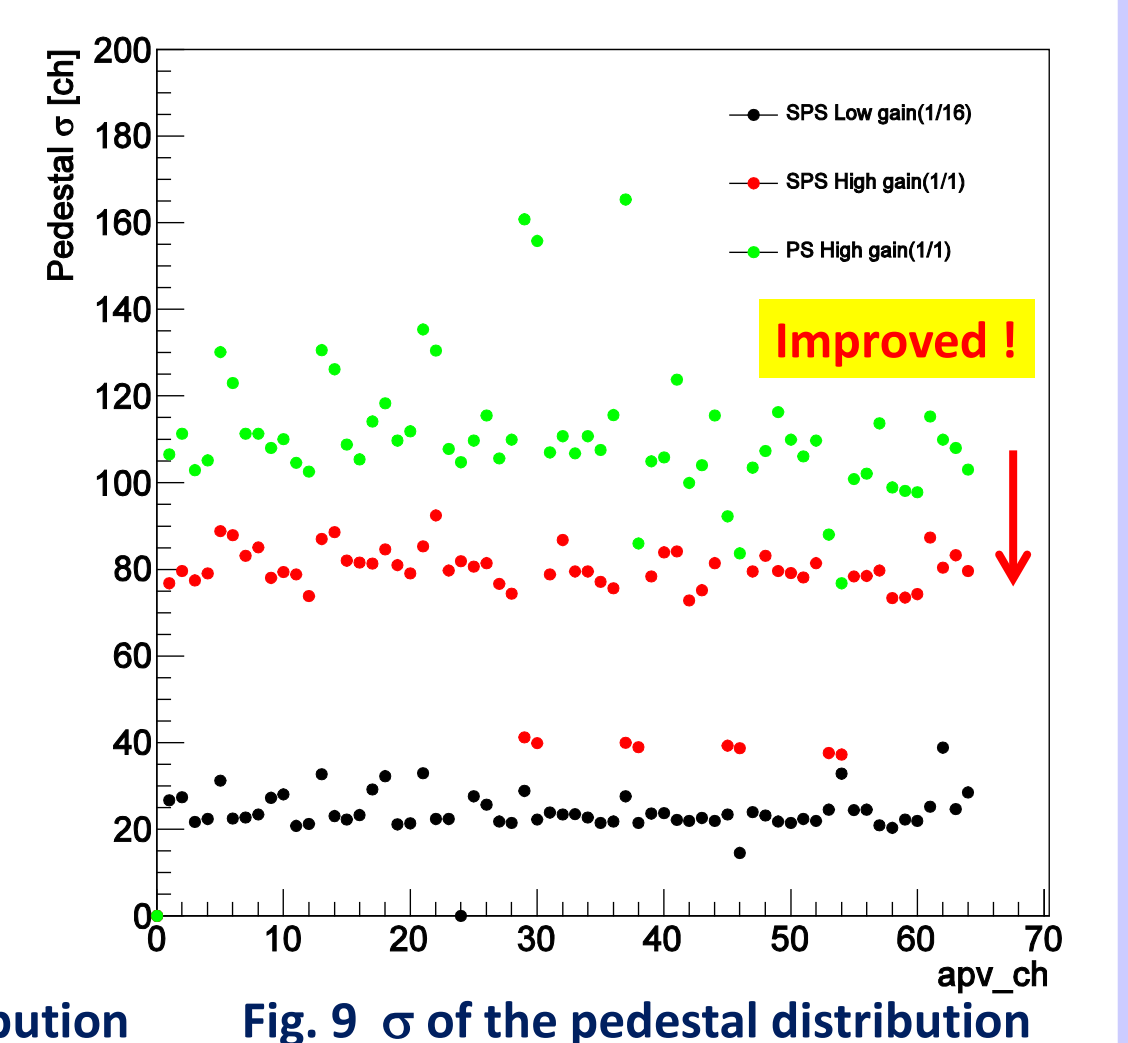 Pedestal σ [ch]
200
180
160
140
120
100
80
60
40
20
0
SPS Low gain(1/16)
SPS High gain(1/1)
PS High gain(1/1)
Improved !
0 10 20 30 40 50 60 70
apv_ch
bution
Fig. 9 σ of the pedestal distribution